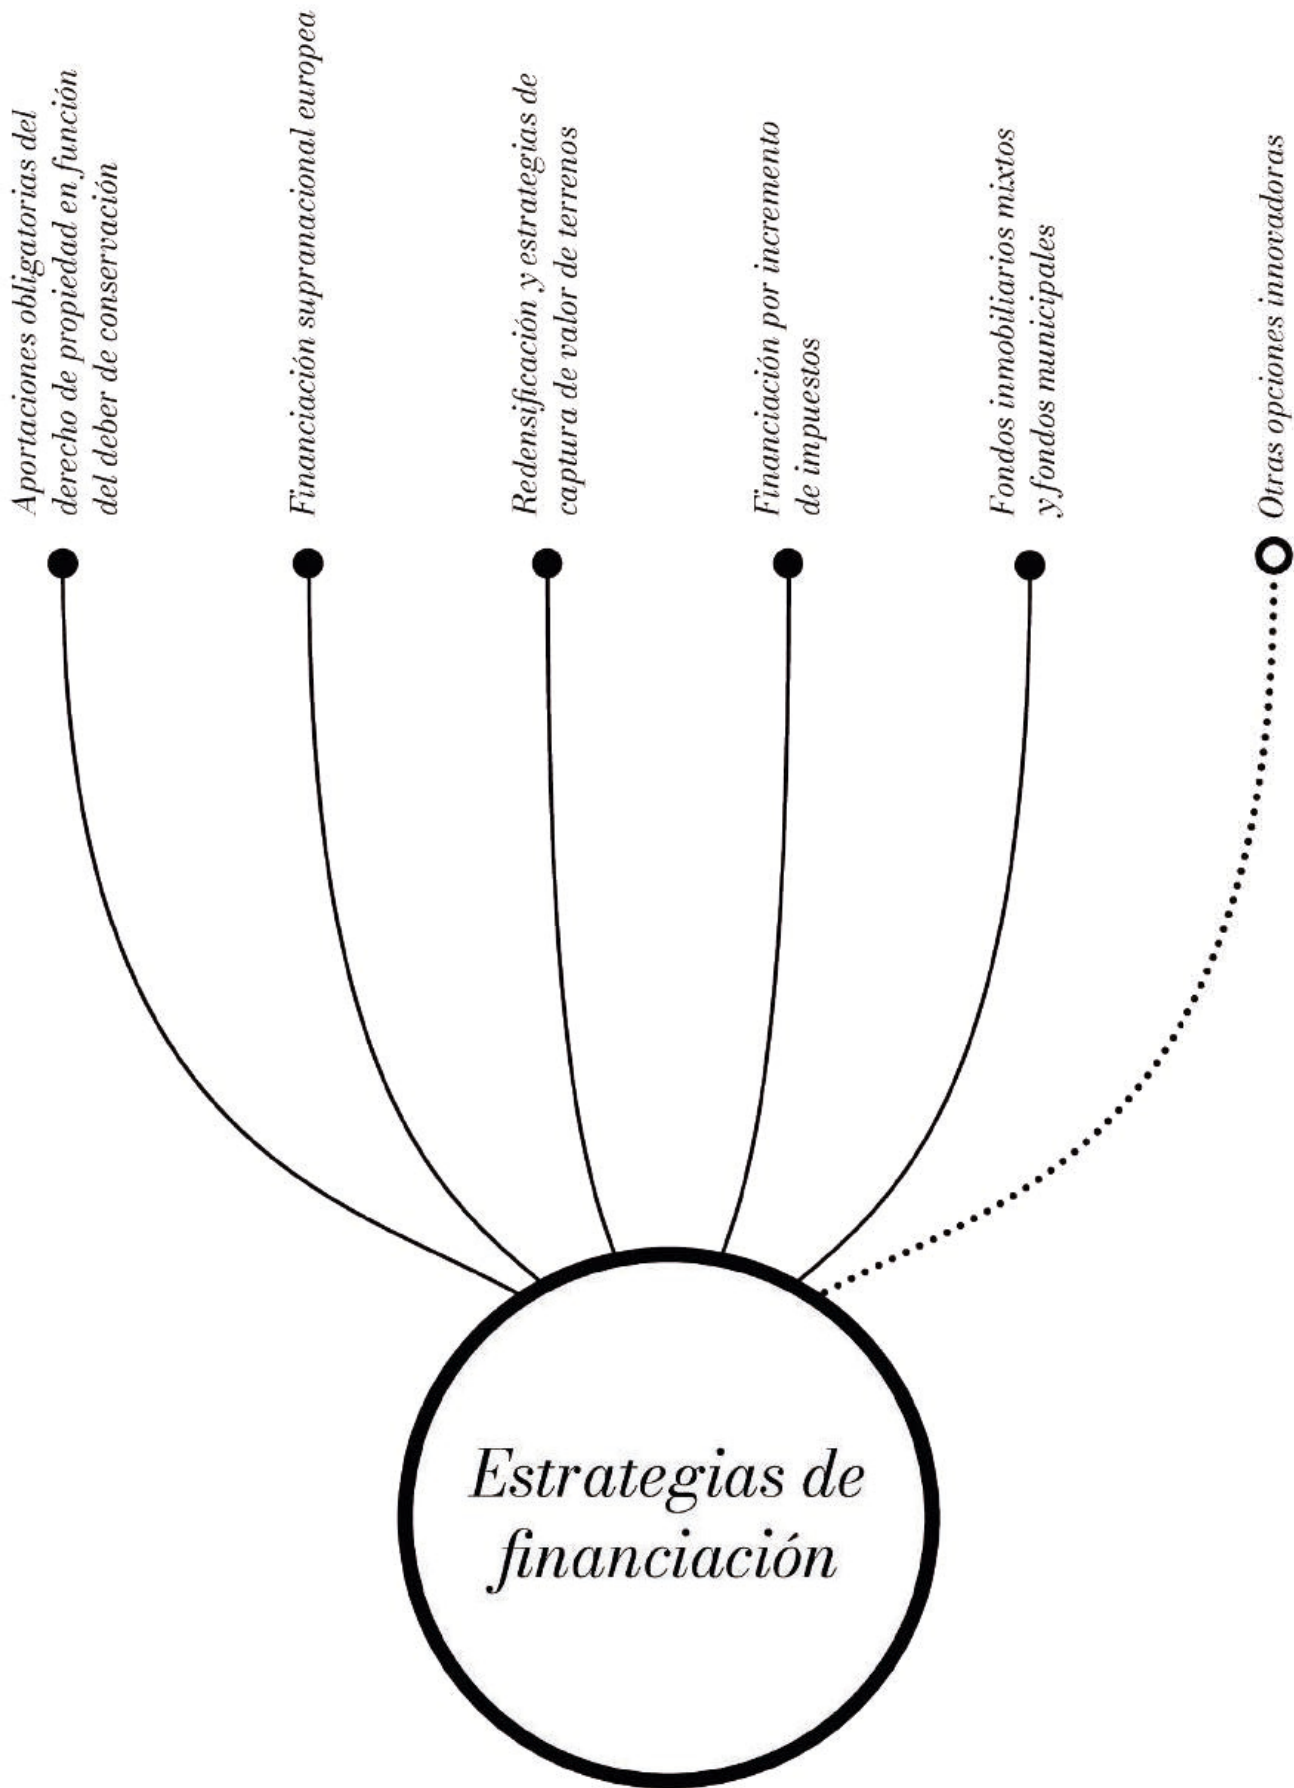 Aportaciones obligatorias del
derecho de propiedad en función
del deber de conservación
Financiación supranacional europea
Redensificación y estrategias de
captura de valor de terrenos
Financiación por incremento
de impuestos
Fondos inmobiliarios mixtos
y fondos municipales
Otras opciones innovadoras
Estrategias de
financiación